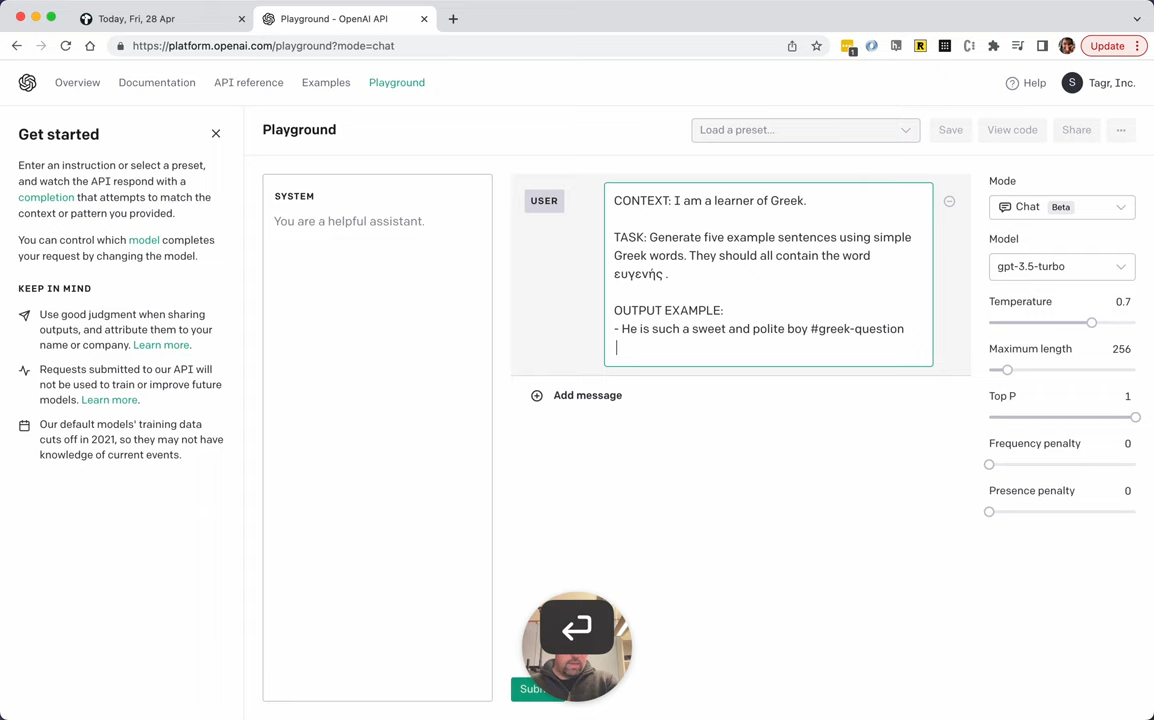 Today, Fri, 28 Apr
Playground - OpenAI API
https://platform.openai.com/playground?mode=chat
1
R
Update
Overview
Documentation
API reference
Examples
Playground
Help
S
Tagr, Inc.
Get started
Enter an instruction or select a preset,
and watch the API respond with a
completion that attempts to match the
context or pattern you provided.
You can control which model completes
your request by changing the model.
KEEP IN MIND
Use good judgment when sharing
outputs, and attribute them to your
name or company. Learn more.
Requests submitted to our API will
not be used to train or improve future
models. Learn more.
Our default models' training data
cuts off in 2021, so they may not have
knowledge of current events.
Playground
Load a preset...
Save
View code
Share
...
SYSTEM
You are a helpful assistant.
USER
CONTEXT: I am a learner of Greek.
TASK: Generate five example sentences using simple
Greek words. They should all contain the word
ευγενής .
OUTPUT EXAMPLE:
- He is such a sweet and polite boy #greek-question
Add message
Mode
Chat Beta
Model
gpt-3.5-turbo
Temperature 0.7
Maximum length 256
Top P 1
Frequency penalty 0
Presence penalty 0